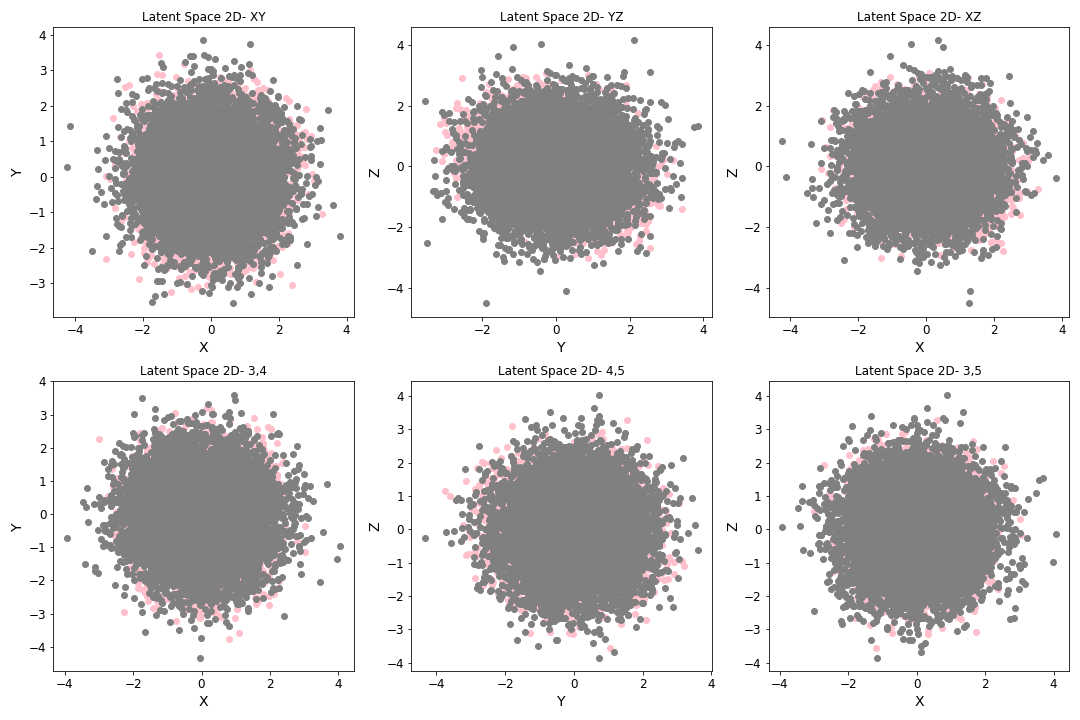 Latent Space 2D- XY
Y
4
3
2
1
0
−1
−2
−3
−4 −2 0 2 4
X
Latent Space 2D- YZ
Z
4
2
0
−2
−4
−2 0 2 4
Y
Latent Space 2D- XZ
Z
4
2
0
−2
−4
−4 −2 0 2 4
X
Latent Space 2D- 3,4
Y
4
3
2
1
0
−1
−2
−3
−4
−4 −2 0 2 4
X
Latent Space 2D- 4,5
Z
4
3
2
1
0
−1
−2
−3
−4
−4 −2 0 2 4
Y
Latent Space 2D- 3,5
Z
4
3
2
1
0
−1
−2
−3
−4
−4 −2 0 2 4
X